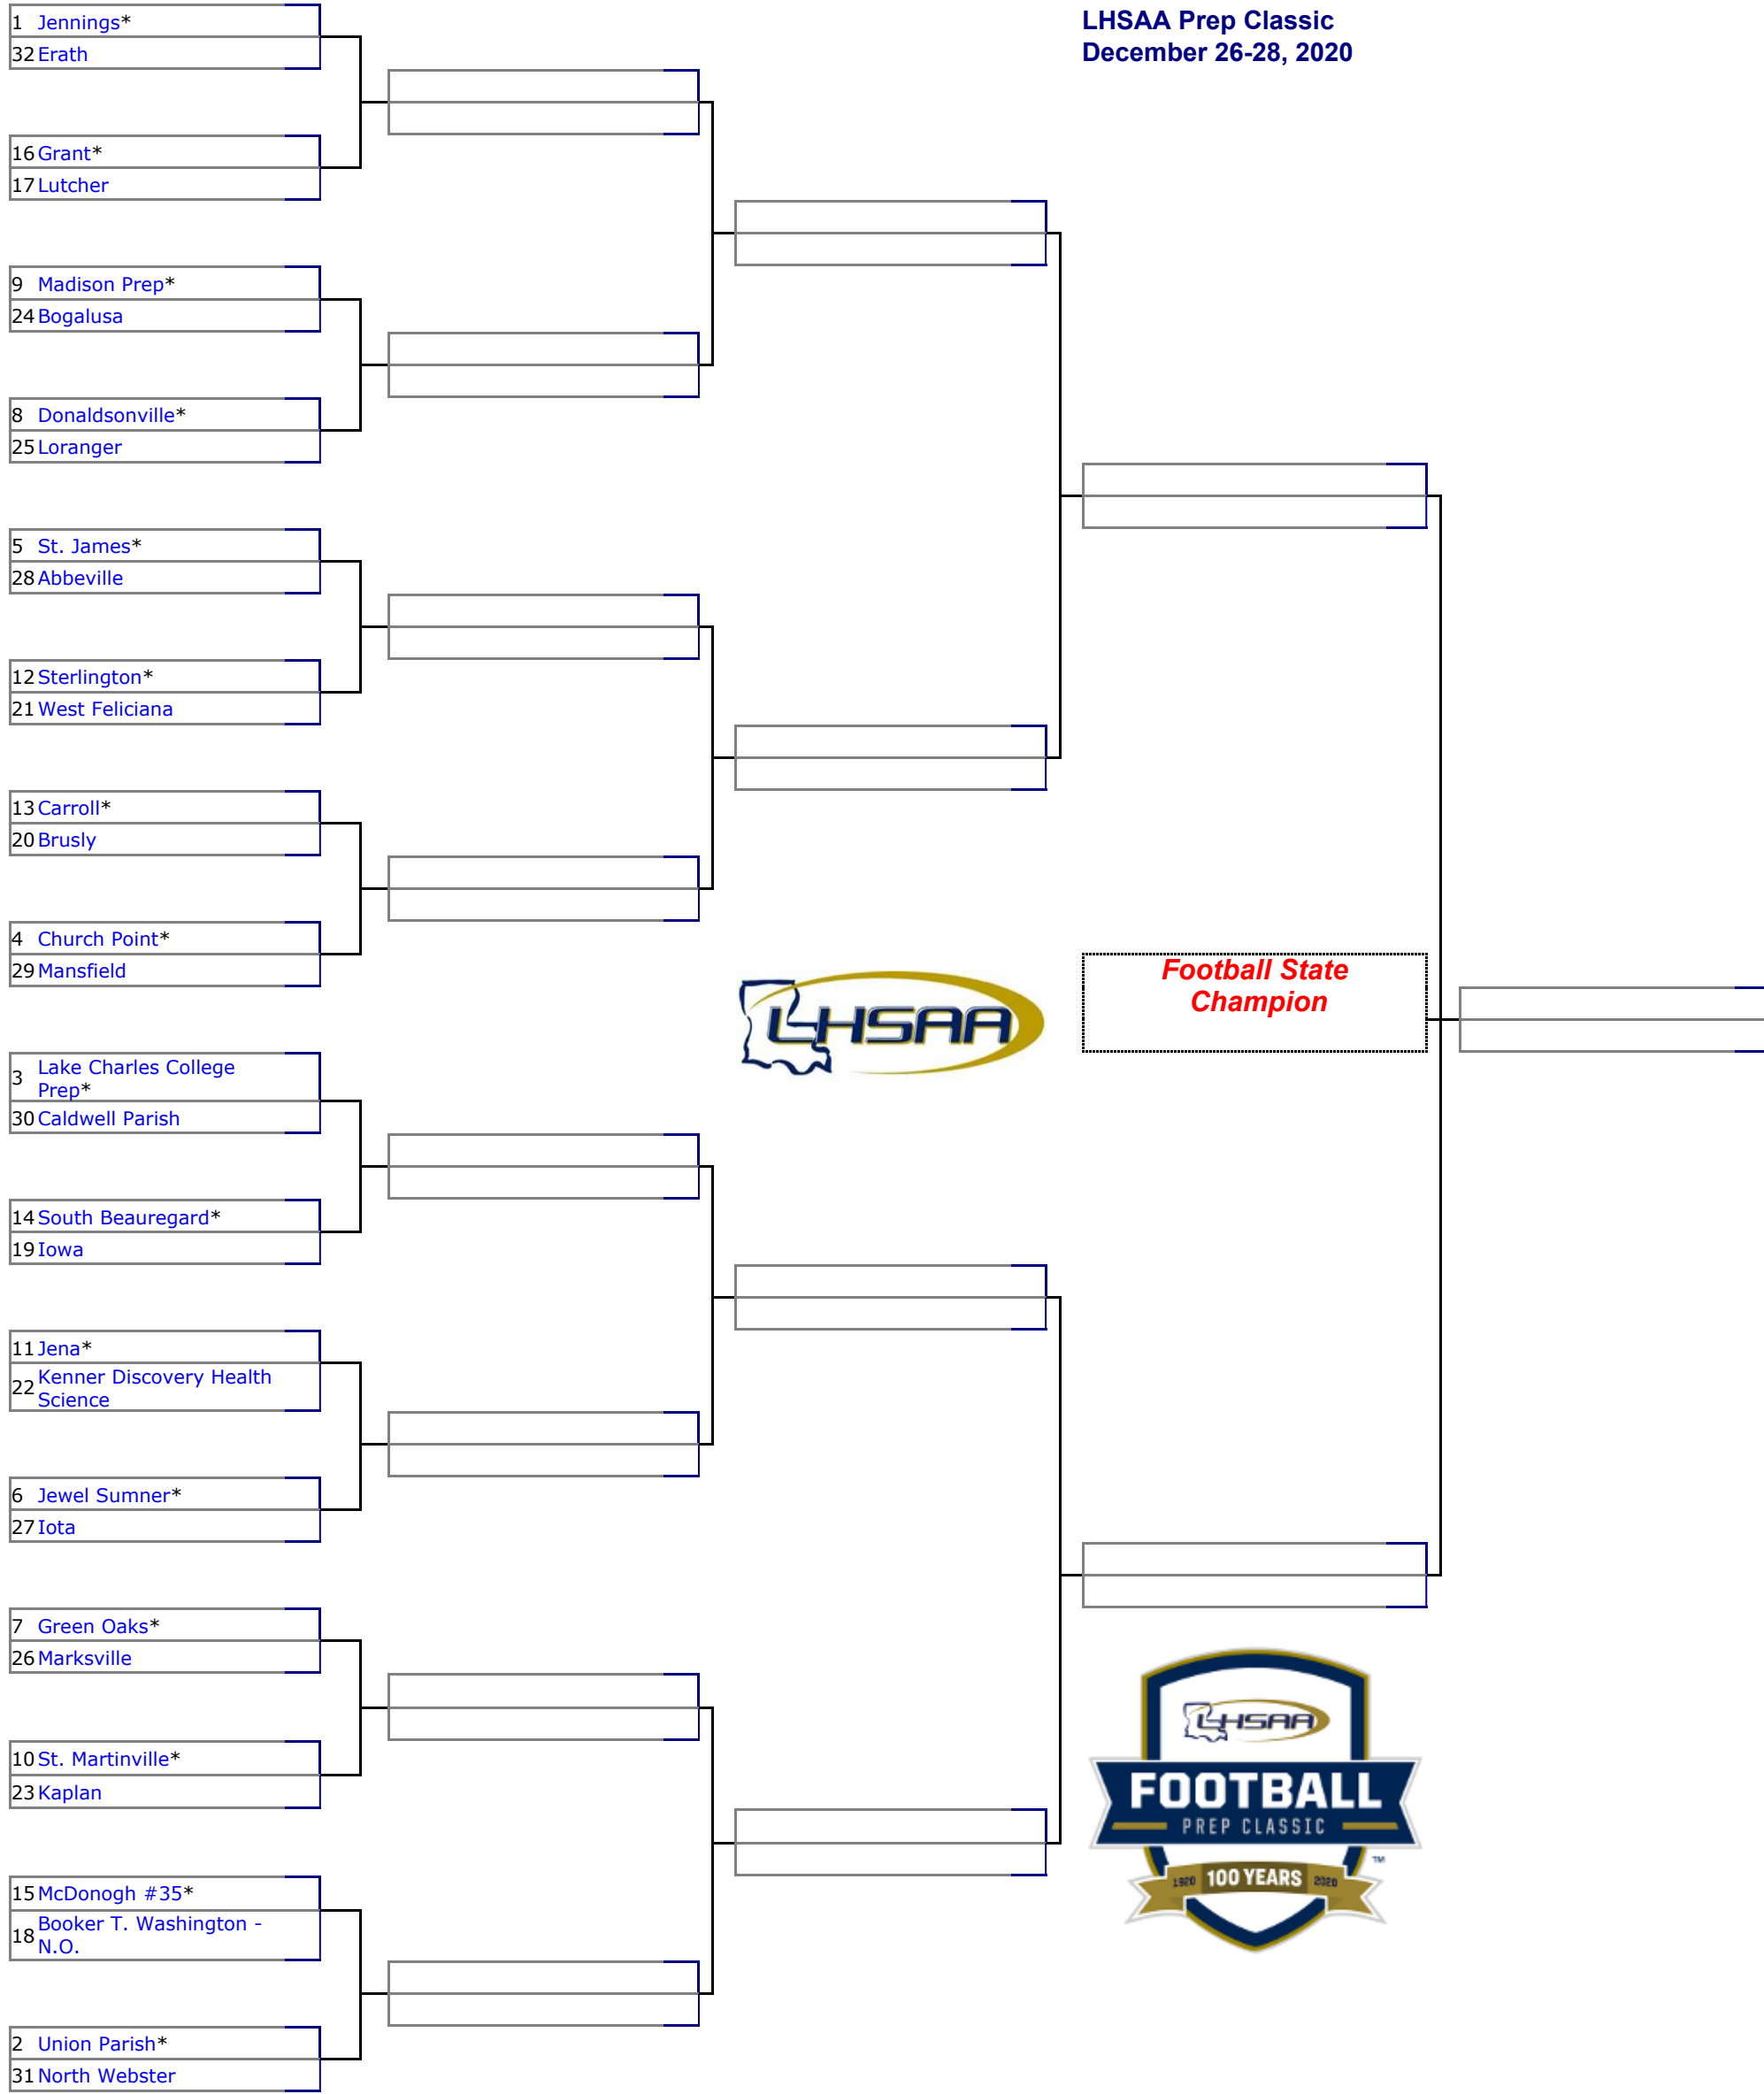 LHSAA Prep Classic
December 26-28, 2020
1 Jennings*
32 Erath
16 Grant*
17 Lutcher
9 Madison Prep*
24 Bogalusa
8 Donaldsonville*
25 Loranger
5 St. James*
28 Abbeville
12 Sterlington*
21 West Feliciana
13 Carroll*
20 Brusly
4 Church Point*
29 Mansfield
LHSAA
Football State
Champion
3 Lake Charles College
Prep*
30 Caldwell Parish
14 South Beauregard*
19 Iowa
11 Jena*
22 Kenner Discovery Health
Science
6 Jewel Sumner*
27 Iota
7 Green Oaks*
26 Marksville
10 St. Martinville*
23 Kaplan
15 McDonogh #35*
18 Booker T. Washington -
N.O.
2 Union Parish*
31 North Webster
LHSAA
FOOTBALL
PREP CLASSIC
TM
1920 100 YEARS 2020